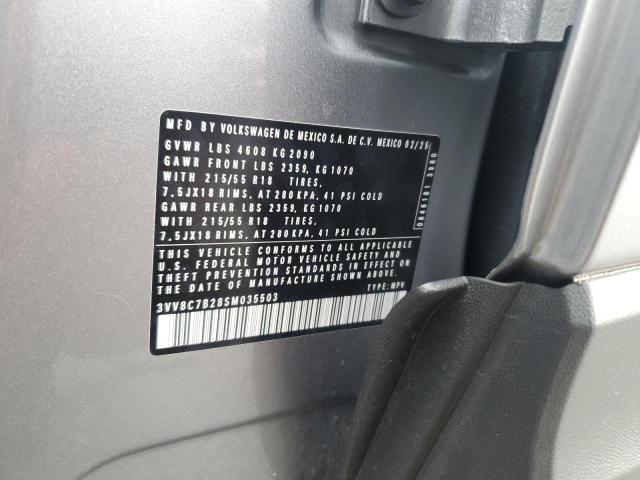 MFD BY VOLKSWAGEN DE MEXICO S.A. DE C.V. MEXICO 02/25
GVWR LBS 4608 KG 2090
GAWR FRONT LBS 2359, KG 1070
WITH 215/55 R18 TIRES,
7.5JX18 RIMS, AT 280 KPA, 41 PSI COLD
GAWR REAR LBS 2359, KG 1070
WITH 215/55 R18 TIRES,
7.5JX18 RIMS, AT 280 KPA, 41 PSI COLD
THIS VEHICLE CONFORMS TO ALL APPLICABLE
U.S. FEDERAL MOTOR VEHICLE SAFETY AND
THEFT PREVENTION STANDARDS IN EFFECT ON
THE DATE OF MANUFACTURE SHOWN ABOVE.
3VV8C7B28SM035503 TYPE: MPV